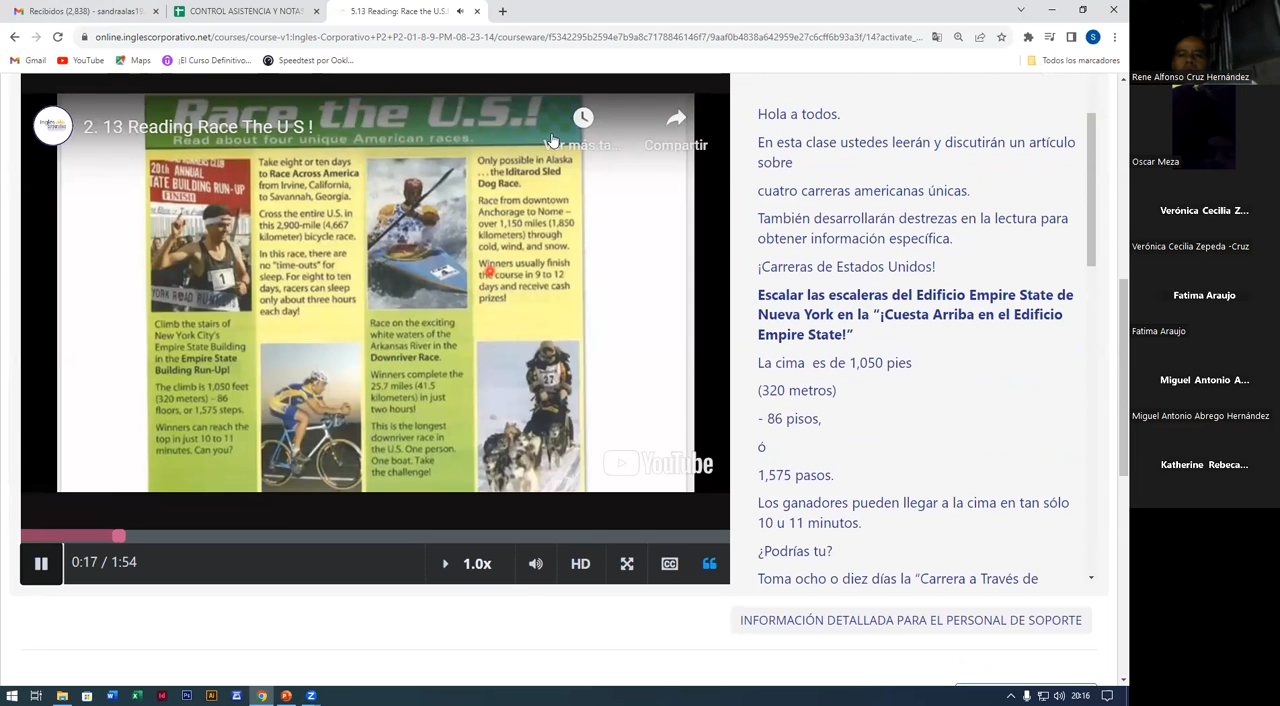 Recibidos (2,838) - sandraalas19
CONTROL ASISTENCIA Y NOTAS
5.13 Reading: Race the U.S.!
online.inglescorporativo.net/courses/course-v1:Ingles-Corporativo+P2+P2-01-8-9-PM-08-23-14/courseware/f5342295b2594e7b9a8c7178846146f7/9aaf0b4838a642959e27c6cff6b93a3f/14?activate_...
Gmail
YouTube
Maps
¡El Curso Definitivo...
Speedtest por Ookl...
Todos los marcadores
2. 13 Reading Race The U S !
Compartir
Race the U.S.!
Read about four unique American races.
20th ANNUAL
STATE BUILDING RUN-UP
FINISH
1
YORK ROAD RUNNERS
Climb the stairs of
New York City's
Empire State Building
in the Empire State
Building Run-Up!
The climb is 1,050 feet
(320 meters) – 86
floors, or 1,575 steps.
Winners can reach the
top in just 10 to 11
minutes. Can you?
Take eight or ten days
to Race Across America
from Irvine, California,
to Savannah, Georgia.
Cross the entire U.S. in
this 2,900-mile (4,667
kilometer) bicycle race.
In this race, there are
no "time-outs" for
sleep. For eight to ten
days, racers can sleep
only about three hours
each day!
Race on the exciting
white waters of the
Arkansas River in the
Downriver Race.
Winners complete the
25.7 miles (41.5
kilometers) in just
two hours!
This is the longest
downriver race in
the U.S. One person.
One boat. Take
the challenge!
Only possible in Alaska
... the Iditarod Sled
Dog Race.
Race from downtown
Anchorage to Nome –
over 1,150 miles (1,850
kilometers) through
cold, wind, and snow.
Winners usually finish
the course in 9 to 12
days and receive cash
prizes!
27
YouTube
0:17 / 1:54
1.0x
HD
CC
Hola a todos.
En esta clase ustedes leerán y discutirán un artículo
sobre
cuatro carreras americanas únicas.
También desarrollarán destrezas en la lectura para
obtener información específica.
¡Carreras de Estados Unidos!
Escalar las escaleras del Edificio Empire State de
Nueva York en la “¡Cuesta Arriba en el Edificio
Empire State!”
La cima es de 1,050 pies
(320 metros)
- 86 pisos,
ó
1,575 pasos.
Los ganadores pueden llegar a la cima en tan sólo
10 u 11 minutos.
¿Podrías tu?
Toma ocho o diez días la “Carrera a Través de
INFORMACIÓN DETALLADA PARA EL PERSONAL DE SOPORTE
Rene Alfonso Cruz Hernández
Oscar Meza
Verónica Cecilia Z...
Verónica Cecilia Zepeda -Cruz
Fatima Araujo
Fatima Araujo
Miguel Antonio A...
Miguel Antonio Abrego Hernández
Katherine Rebeca...
20:16